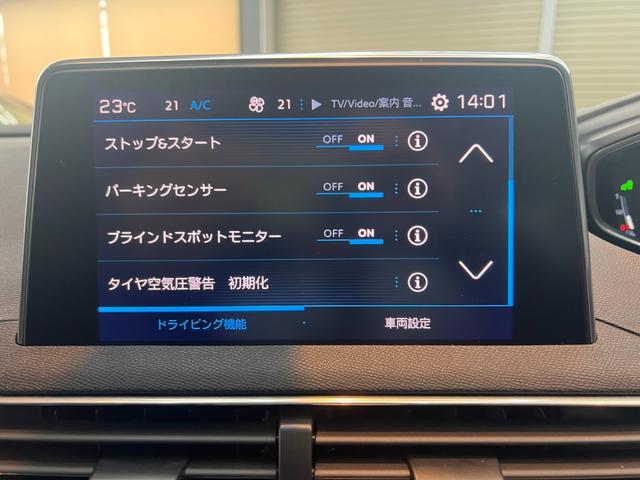 23℃ 21 A/C 21 TV/Video/案内 音... 14:01
ストップ&スタート OFF ON
パーキングセンサー OFF ON
ブラインドスポットモニター OFF ON
タイヤ空気圧警告 初期化
ドライビング機能 車両設定